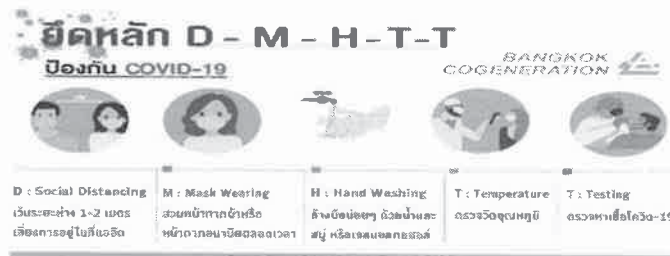 ยึดหลัก D - M - H - T - T
ป้องกัน COVID-19
BANGKOK
COGENERATION
D : Social Distancing
เว้นระยะห่าง 1-2 เมตร
เลี่ยงการอยู่ในที่แออัด
M : Mask Wearing
สวมหน้ากากผ้าหรือ
หน้ากากอนามัยตลอดเวลา
H : Hand Washing
ล้างมือบ่อยๆ ด้วยน้ำและ
สบู่ หรือเจลแอลกอฮอล์
T : Temperature
ตรวจวัดอุณหภูมิ
T : Testing
ตรวจหาเชื้อโควิด-19